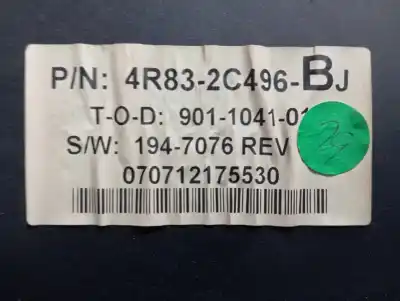 P/N: 4R83-2C496-BJ
T-O-D: 901-1041-01
S/W: 194-7076 REV
070712175530